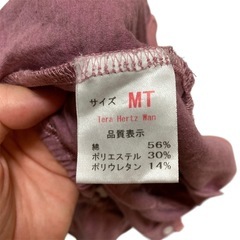 サイズ MT
Tera Hertz Wan
品質表示
綿 56%
ポリエステル 30%
ポリウレタン 14%